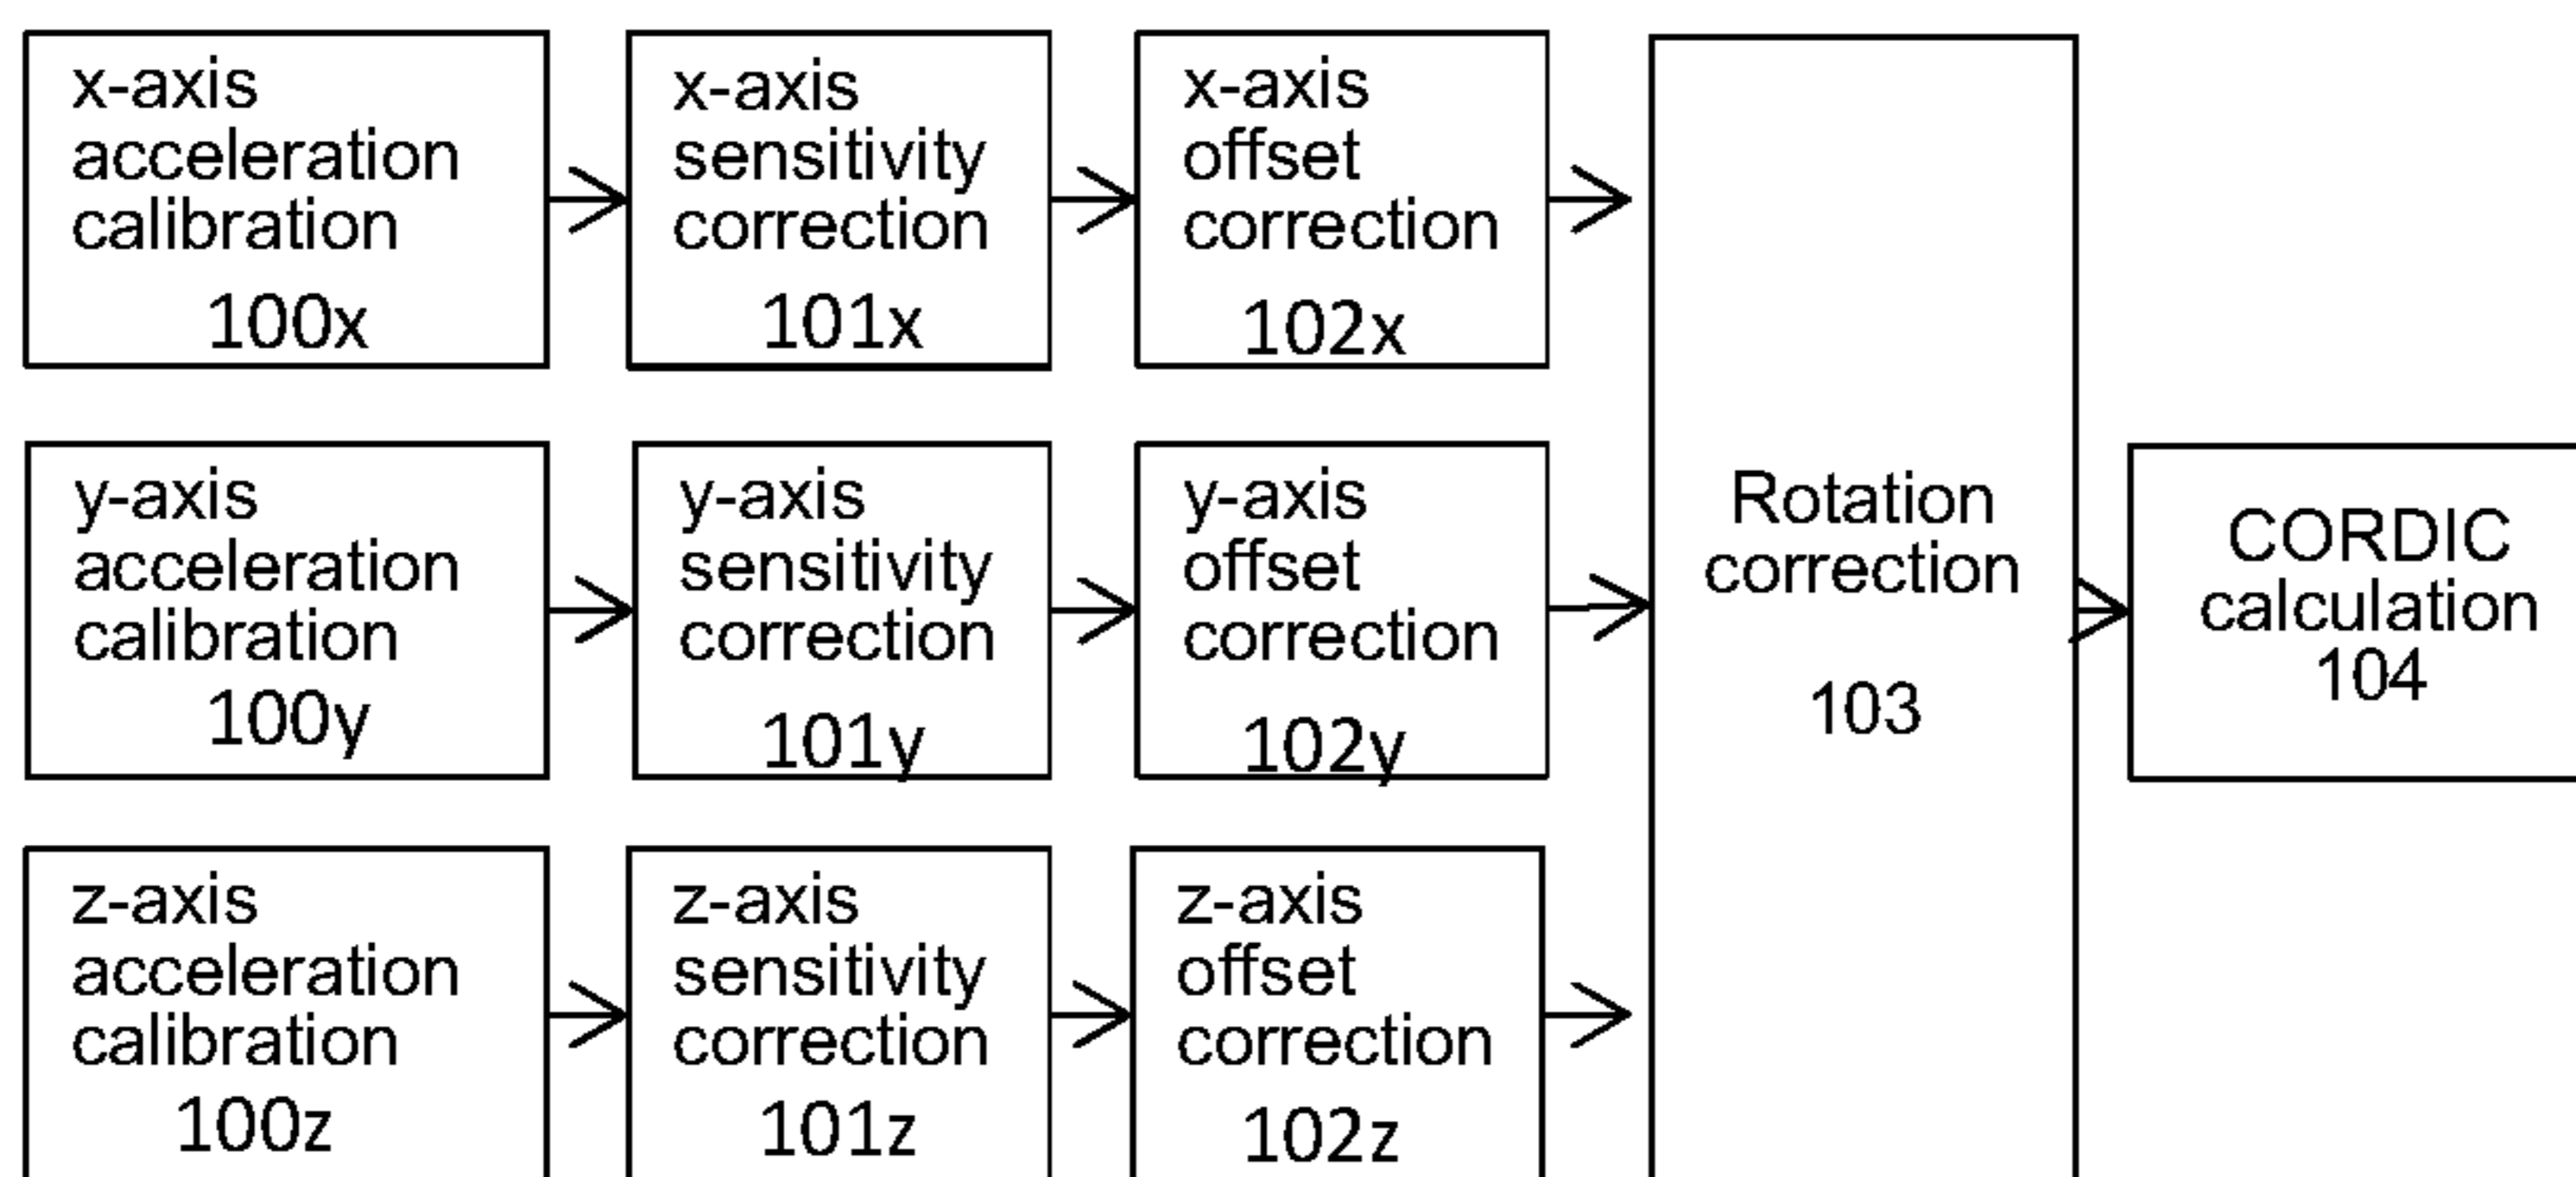 x-axis
acceleration
calibration
100x
x-axis
sensitivity
correction
101x
x-axis
offset
correction
102x
y-axis
acceleration
calibration
100y
y-axis
sensitivity
correction
101y
y-axis
offset
correction
102y
z-axis
acceleration
calibration
100z
z-axis
sensitivity
correction
101z
z-axis
offset
correction
102z
Rotation
correction
103
CORDIC
calculation
104